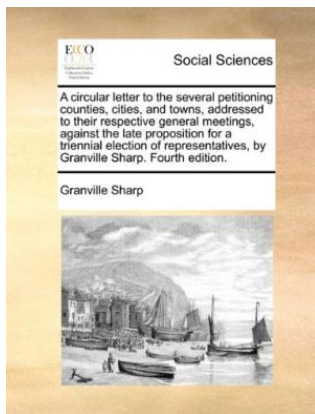 ECCO
Social Sciences
A circular letter to the several petitioning
counties, cities, and towns, addressed
to their respective general meetings,
against the late proposition for a
triennial election of representatives, by
Granville Sharp. Fourth edition.
Granville Sharp